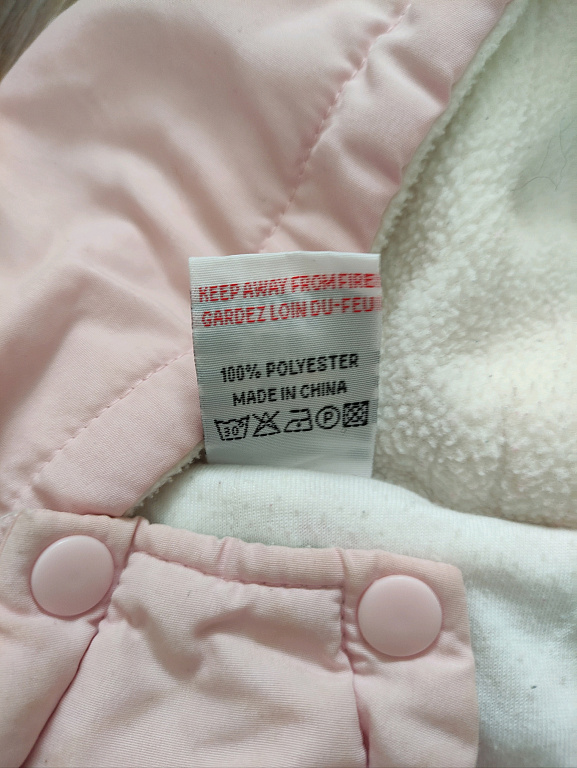 KEEP AWAY FROM FIRE
GARDEZ LOIN DU-FEU
100% POLYESTER
MADE IN CHINA
30 P